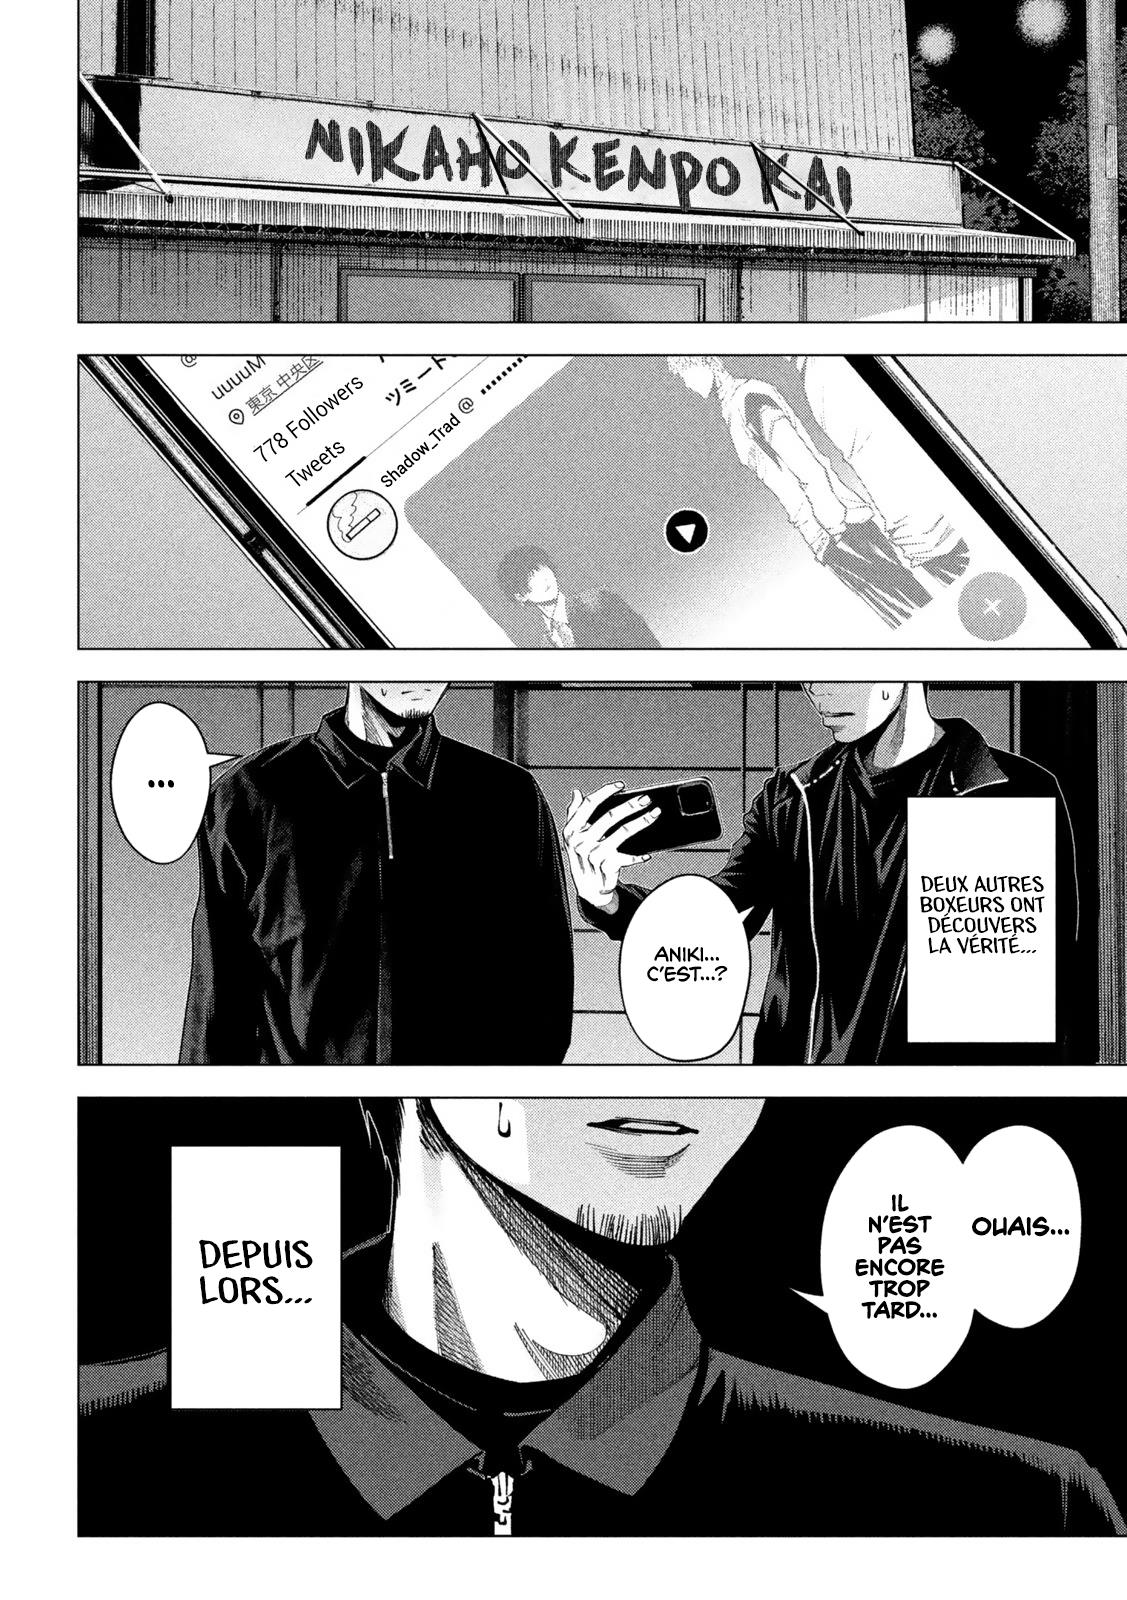 NIKAHO KENPO KAI
@
uuuuM
東京 中央区
778 Followers
Tweets
ツミート
Shadow_Trad @
DEUX AUTRES
BOXEURS ONT
DÉCOUVERS
LA VÉRITÉ...
...
ANIKI...
C'EST...?
OUAIS...
IL
N'EST
PAS
ENCORE
TROP
TARD...
DEPUIS
LORS...